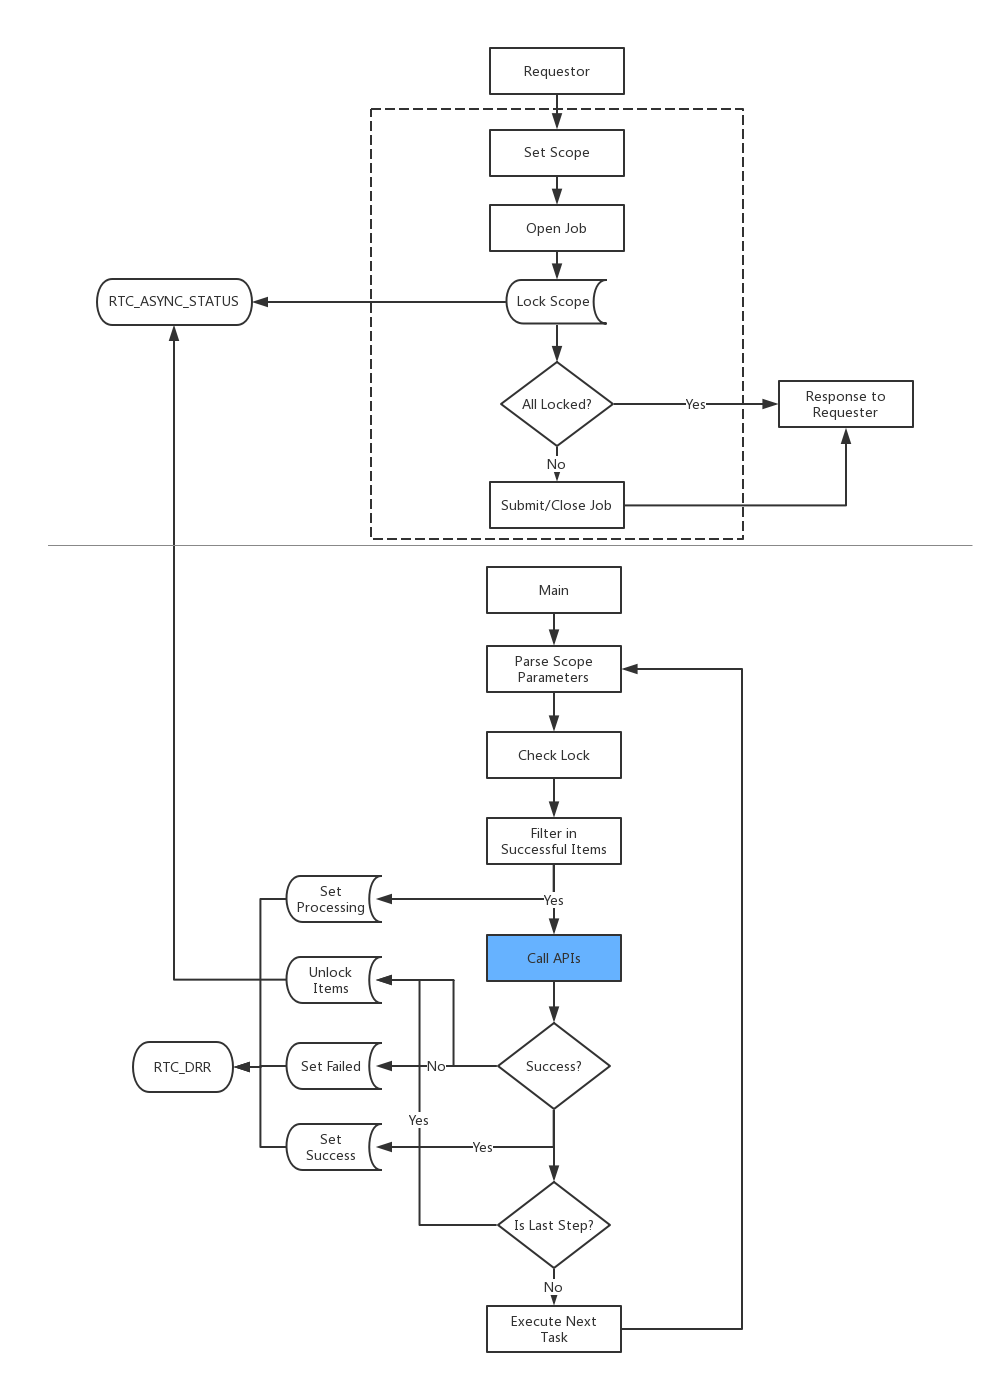 Requestor
Set Scope
Open Job
RTC_ASYNC_STATUS
Lock Scope
All Locked?
Yes
Response to
Requester
No
Submit/Close Job
Main
Parse Scope
Parameters
Check Lock
Filter in
Successful Items
Set
Processing
Yes
Call APIs
Unlock
Items
RTC_DRR
Set Failed
No
Success?
Yes
Set
Success
Yes
Is Last Step?
No
Execute Next
Task